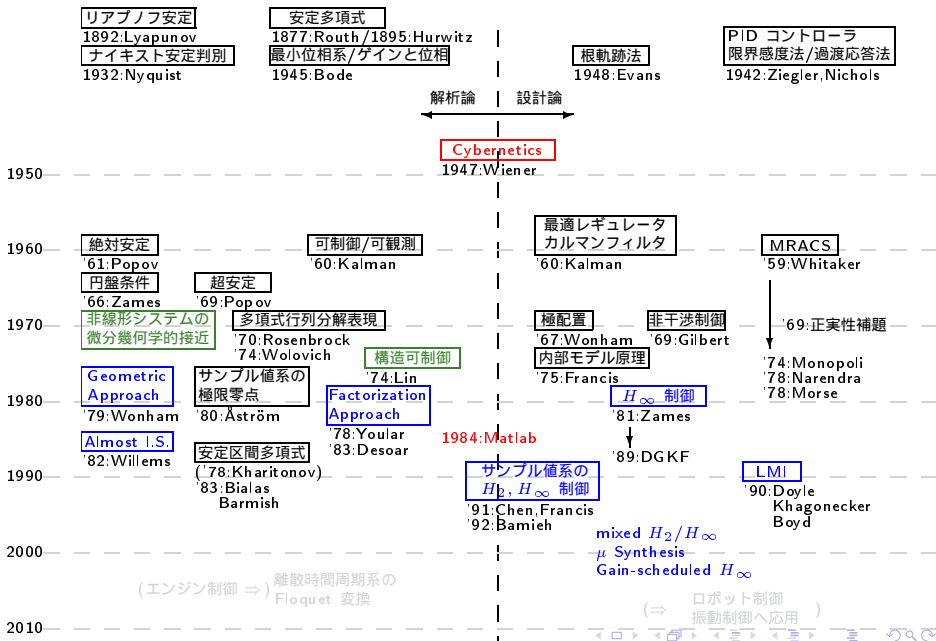 リアプノフ安定
1892:Lyapunov
ナイキスト安定判別
1932:Nyquist
安定多項式
1877:Routh/1895:Hurwitz
最小位相系/ゲインと位相
1945:Bode
根軌跡法
1948:Evans
PID コントローラ
限界感度法/過渡応答法
1942:Ziegler,Nichols
解析論
設計論
Cybernetics
1947:Wiener
1950
1960
絶対安定
'61:Popov
円盤条件
'66:Zames
超安定
'69:Popov
可制御/可観測
'60:Kalman
最適レギュレータ
カルマンフィルタ
'60:Kalman
MRACS
'59:Whitaker
1970
非線形システムの
微分幾何学的接近
多項式行列分解表現
'70:Rosenbrock
'74:Wolovich
構造可制御
'74:Lin
極配置
'67:Wonham
非干渉制御
'69:Gilbert
内部モデル原理
'75:Francis
'69:正実性補題
'74:Monopoli
'78:Narendra
'78:Morse
1980
Geometric
Approach
'79:Wonham
サンプル値系の
極限零点
'80:Åström
Factorization
Approach
'78:Yoular
'83:Desoar
H∞ 制御
'81:Zames
'89:DGKF
Almost I.S.
'82:Willems
安定区間多項式
('78:Kharitonov)
'83:Bialas
Barmish
1984:Matlab
1990
サンプル値系の
H2, H∞ 制御
'91:Chen,Francis
'92:Bamieh
LMI
'90:Doyle
Khagonecker
Boyd
mixed H2/H∞
μ Synthesis
Gain-scheduled H∞
2000
(エンジン制御 ⇒)
離散時間周期系の
Floquet 変換
(⇒ ロボット制御
振動制御へ応用 )
2010